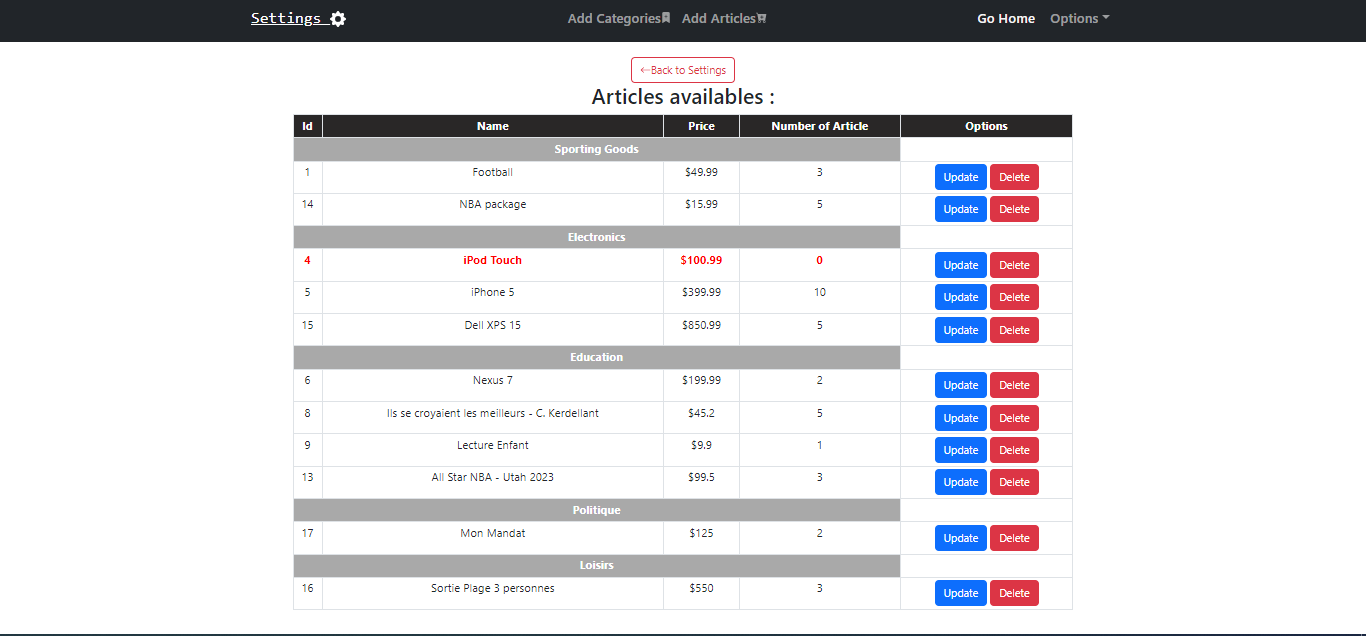 Settings
Add Categories Add Articles
Go Home Options
←Back to Settings
Articles availables :
Id Name Price Number of Article Options
Sporting Goods
1 Football $49.99 3 Update Delete
14 NBA package $15.99 5 Update Delete
Electronics
4 iPod Touch $100.99 0 Update Delete
5 iPhone 5 $399.99 10 Update Delete
15 Dell XPS 15 $850.99 5 Update Delete
Education
6 Nexus 7 $199.99 2 Update Delete
8 Ils se croyaient les meilleurs - C. Kerdellant $45.2 5 Update Delete
9 Lecture Enfant $9.9 1 Update Delete
13 All Star NBA - Utah 2023 $99.5 3 Update Delete
Politique
17 Mon Mandat $125 2 Update Delete
Loisirs
16 Sortie Plage 3 personnes $550 3 Update Delete